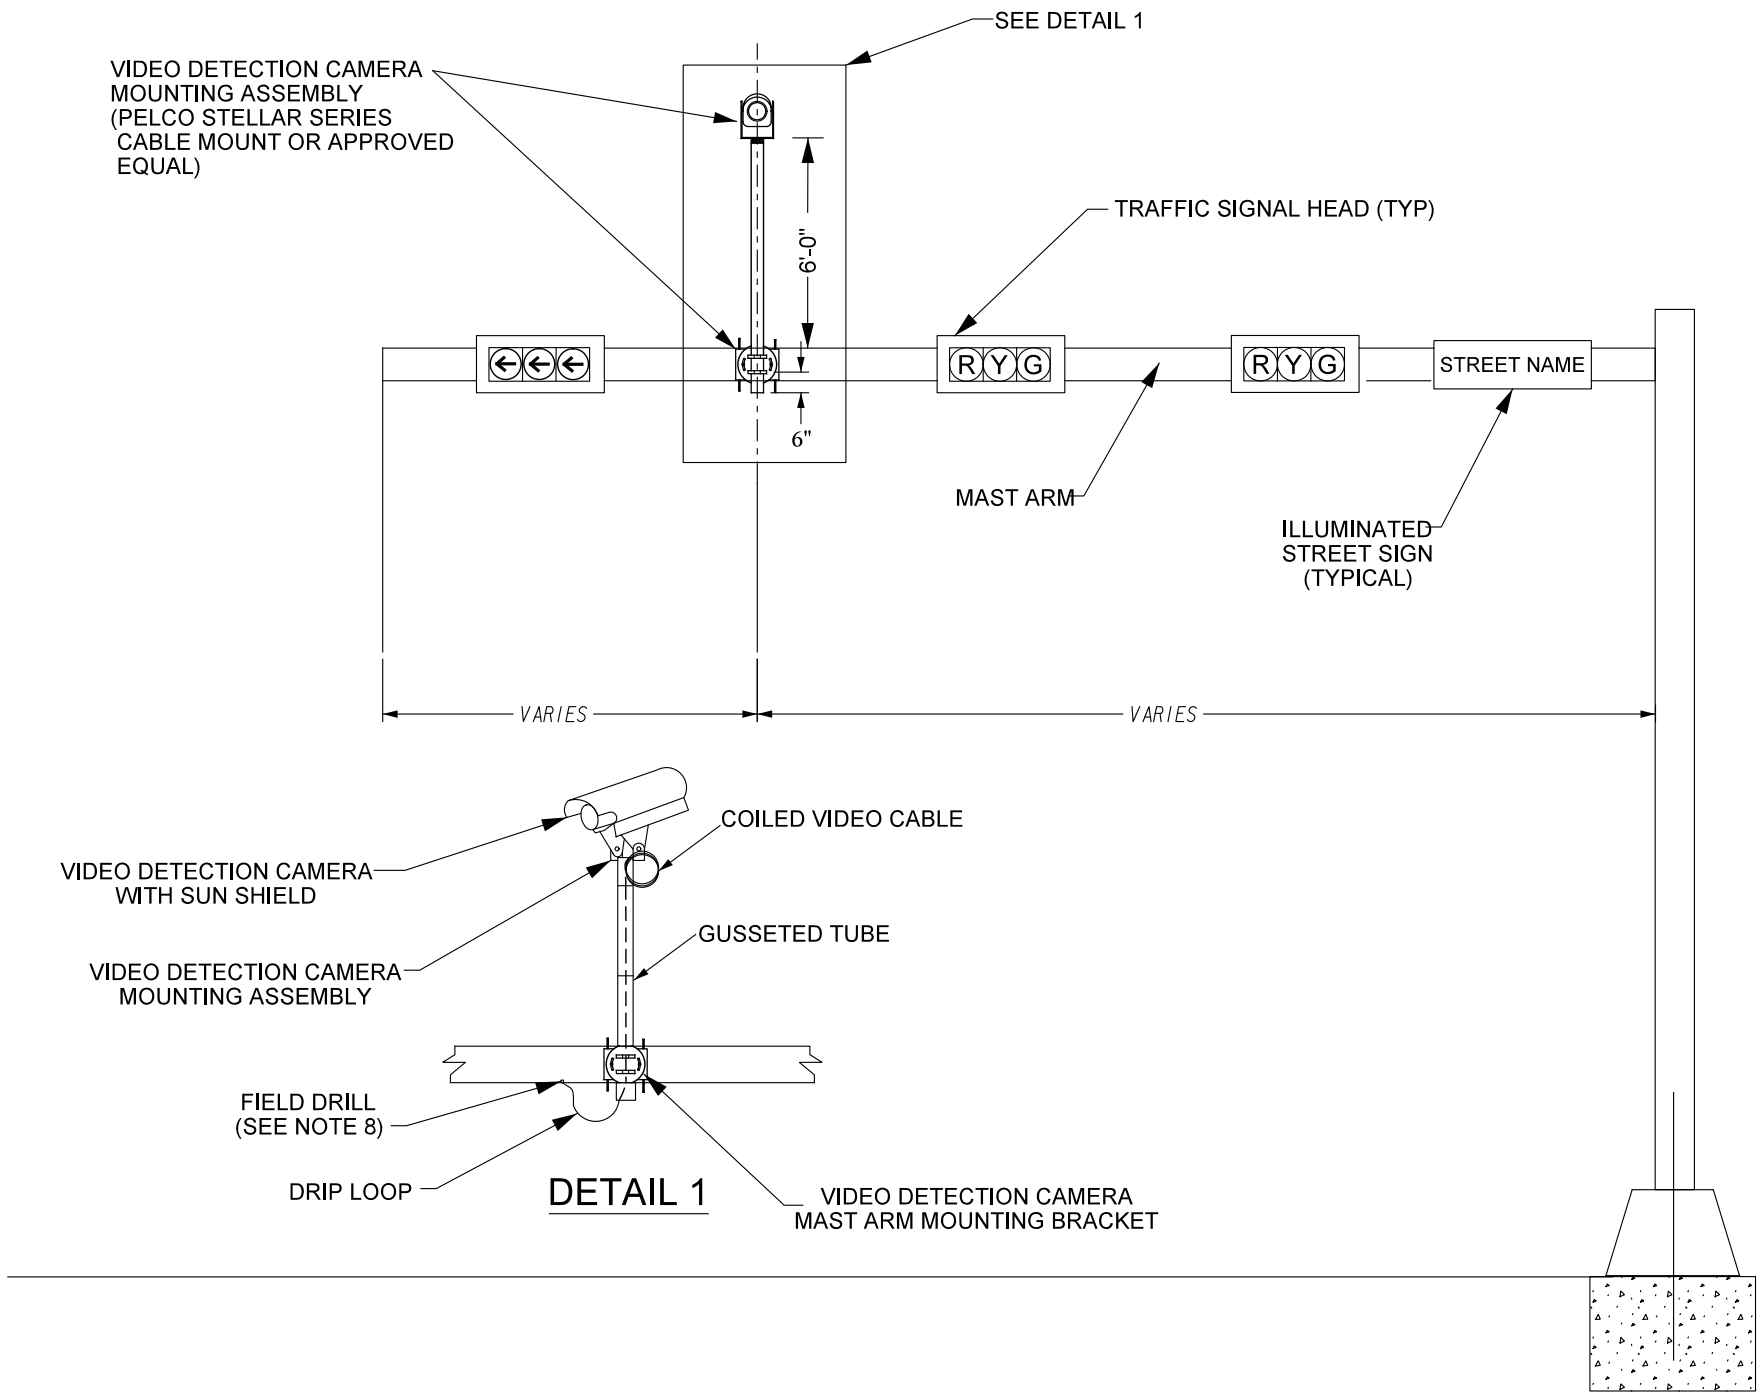 SEE DETAIL 1
VIDEO DETECTION CAMERA
MOUNTING ASSEMBLY
(PELCO STELLAR SERIES
CABLE MOUNT OR APPROVED
EQUAL)
TRAFFIC SIGNAL HEAD (TYP)
6'-0"
R Y G
R Y G
STREET NAME
6"
MAST ARM
ILLUMINATED
STREET SIGN
(TYPICAL)
VARIES
VARIES
COILED VIDEO CABLE
VIDEO DETECTION CAMERA
WITH SUN SHIELD
GUSSETED TUBE
VIDEO DETECTION CAMERA
MOUNTING ASSEMBLY
FIELD DRILL
(SEE NOTE 8)
DRIP LOOP
DETAIL 1
VIDEO DETECTION CAMERA
MAST ARM MOUNTING BRACKET